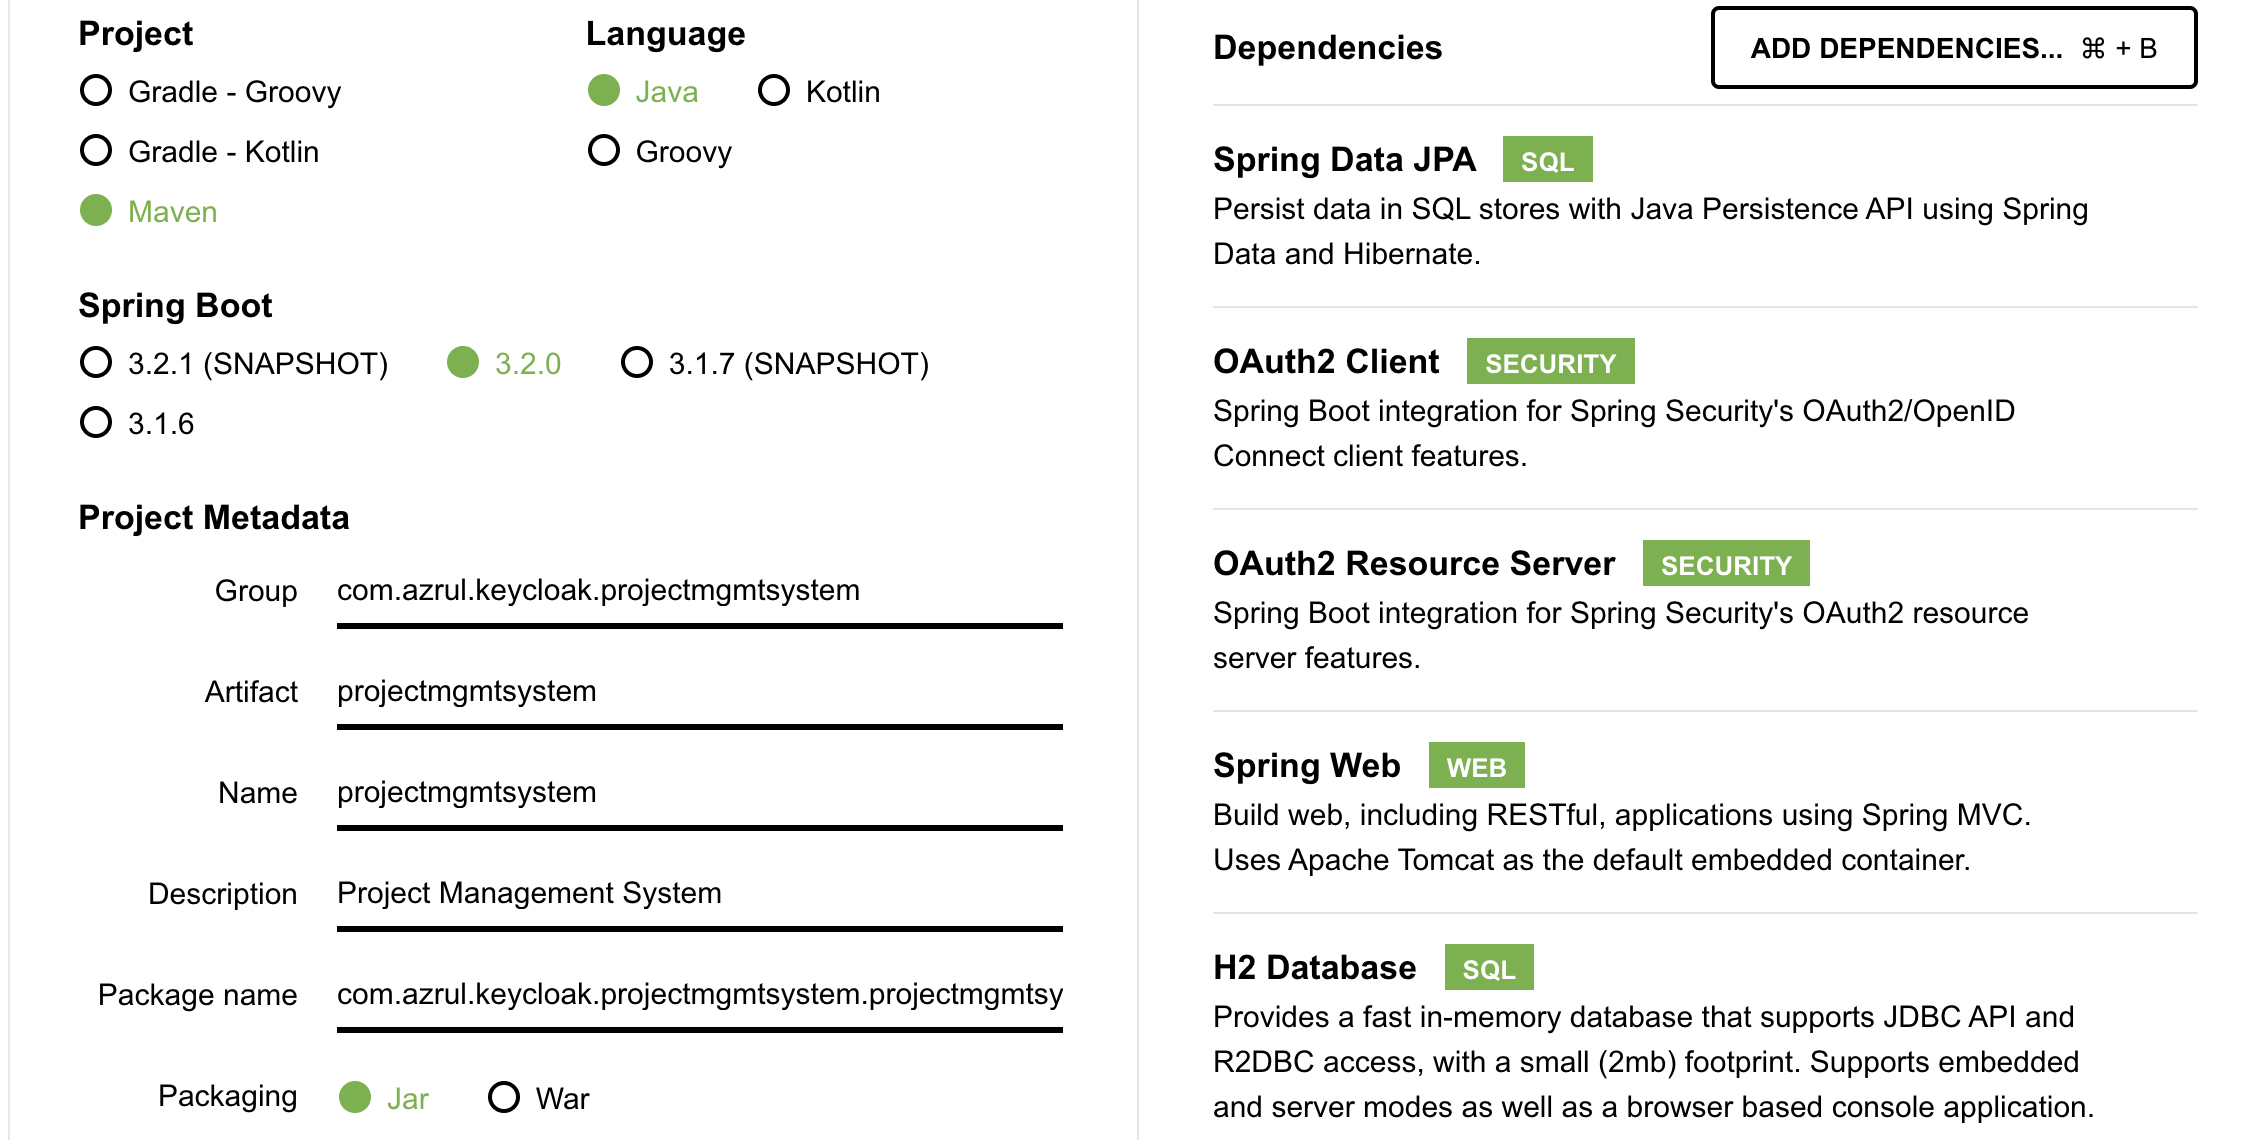 Project
Gradle - Groovy
Gradle - Kotlin
Maven
Language
Java Kotlin
Groovy
Spring Boot
3.2.1 (SNAPSHOT) 3.2.0 3.1.7 (SNAPSHOT)
3.1.6
Project Metadata
Group com.azrul.keycloak.projectmgmtsystem
Artifact projectmgmtsystem
Name projectmgmtsystem
Description Project Management System
Package name com.azrul.keycloak.projectmgmtsystem.projectmgmtsy
Packaging Jar War
Dependencies ADD DEPENDENCIES... ⌘ + B
Spring Data JPA SQL
Persist data in SQL stores with Java Persistence API using Spring
Data and Hibernate.
OAuth2 Client SECURITY
Spring Boot integration for Spring Security's OAuth2/OpenID
Connect client features.
OAuth2 Resource Server SECURITY
Spring Boot integration for Spring Security's OAuth2 resource
server features.
Spring Web WEB
Build web, including RESTful, applications using Spring MVC.
Uses Apache Tomcat as the default embedded container.
H2 Database SQL
Provides a fast in-memory database that supports JDBC API and
R2DBC access, with a small (2mb) footprint. Supports embedded
and server modes as well as a browser based console application.